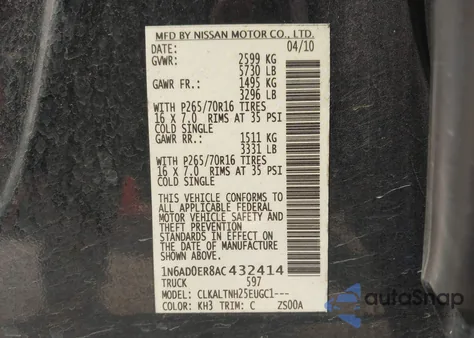 MFD BY NISSAN MOTOR CO., LTD.
DATE: 04/10
GVWR: 2599 KG
5730 LB
GAWR FR.: 1495 KG
3296 LB
WITH P265/70R16 TIRES
16 X 7.0 RIMS AT 35 PSI
COLD SINGLE
GAWR RR.: 1511 KG
3331 LB
WITH P265/70R16 TIRES
16 X 7.0 RIMS AT 35 PSI
COLD SINGLE
THIS VEHICLE CONFORMS TO
ALL APPLICABLE FEDERAL
MOTOR VEHICLE SAFETY AND
THEFT PREVENTION
STANDARDS IN EFFECT ON
THE DATE OF MANUFACTURE
SHOWN ABOVE.
1N6AD0ER8AC432414
TRUCK 597
MODEL: CLKALTNH25EUGC1---
COLOR: KH3 TRIM: C ZS00A
autoSnap